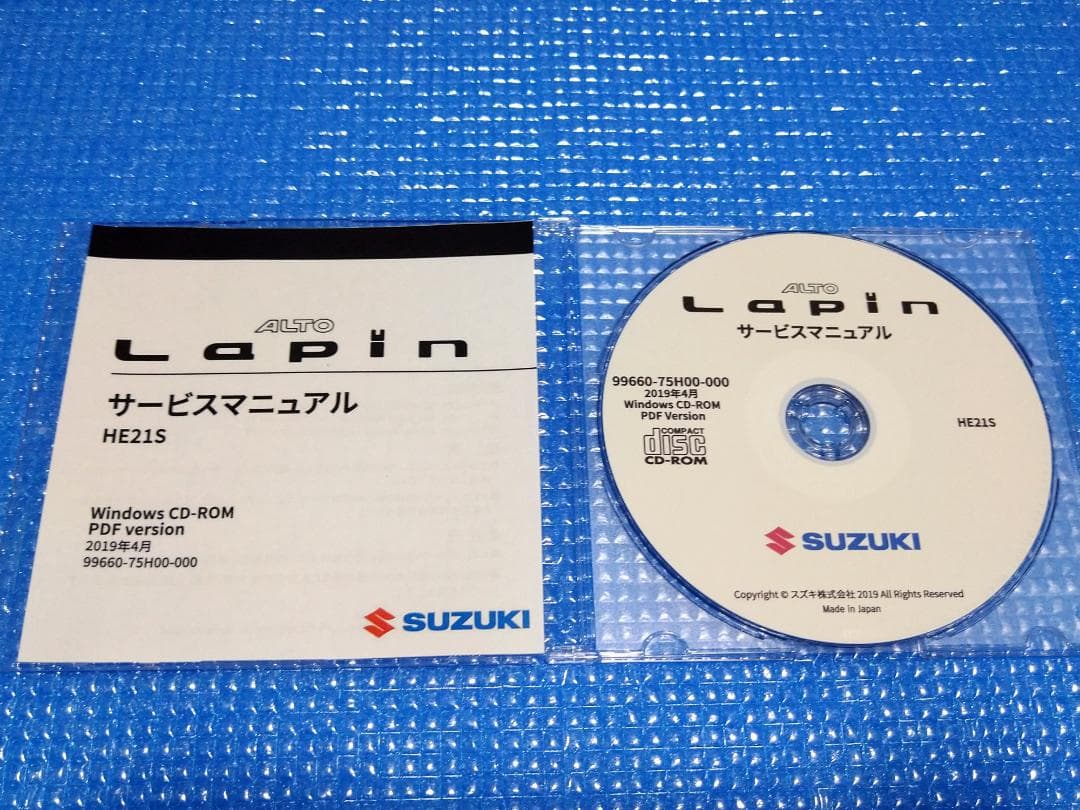 ALTO
Lapin
サービスマニュアル
HE21S
Windows CD-ROM
PDF version
2019年4月
99660-75H00-000
SUZUKI
ALTO
Lapin
サービスマニュアル
99660-75H00-000
2019年4月
Windows CD-ROM
PDF Version
COMPACT
disc
CD-ROM
HE21S
SUZUKI
Copyright © スズキ株式会社 2019 All Rights Reserved
Made in Japan